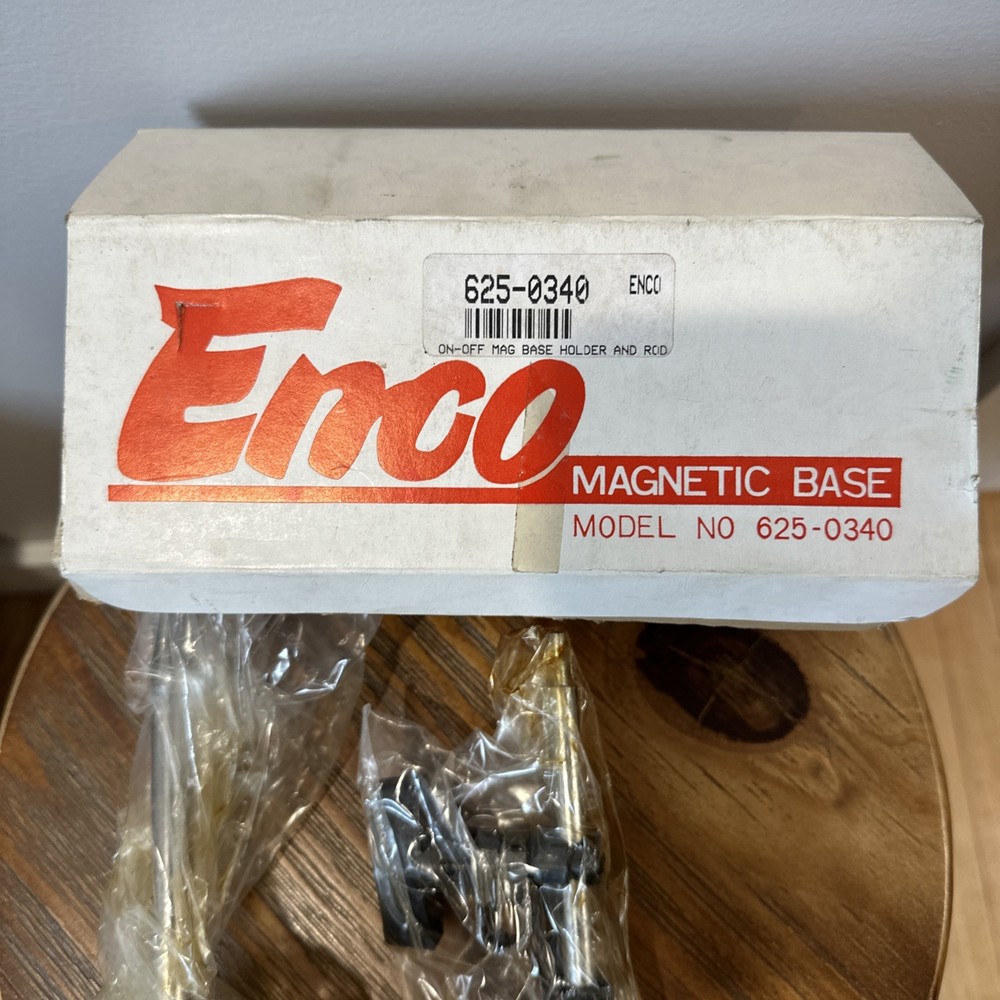 625-0340 ENCO
ON-OFF MAG BASE HOLDER AND ROD
Enco
MAGNETIC BASE
MODEL NO 625-0340